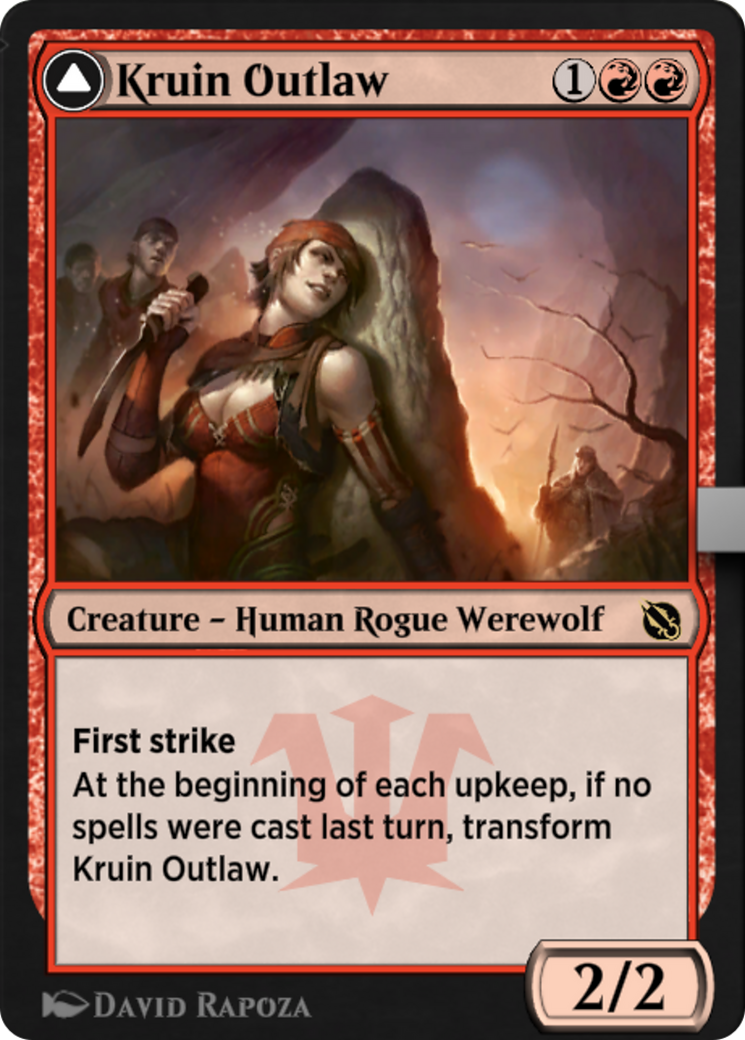 Kruin Outlaw 1
Creature – Human Rogue Werewolf
First strike
At the beginning of each upkeep, if no
spells were cast last turn, transform
Kruin Outlaw.
2/2
David Rapoza